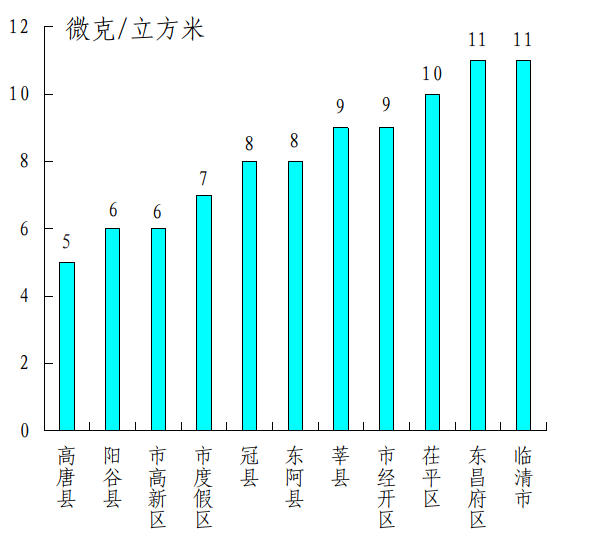 微克/立方米
12
10
8
6
4
2
0
5
6
6
7
8
8
9
9
10
11
11
高唐县
阳谷县
市高新区
市度假区
冠县
东阿县
莘县
市经开区
茌平区
东昌府区
临清市